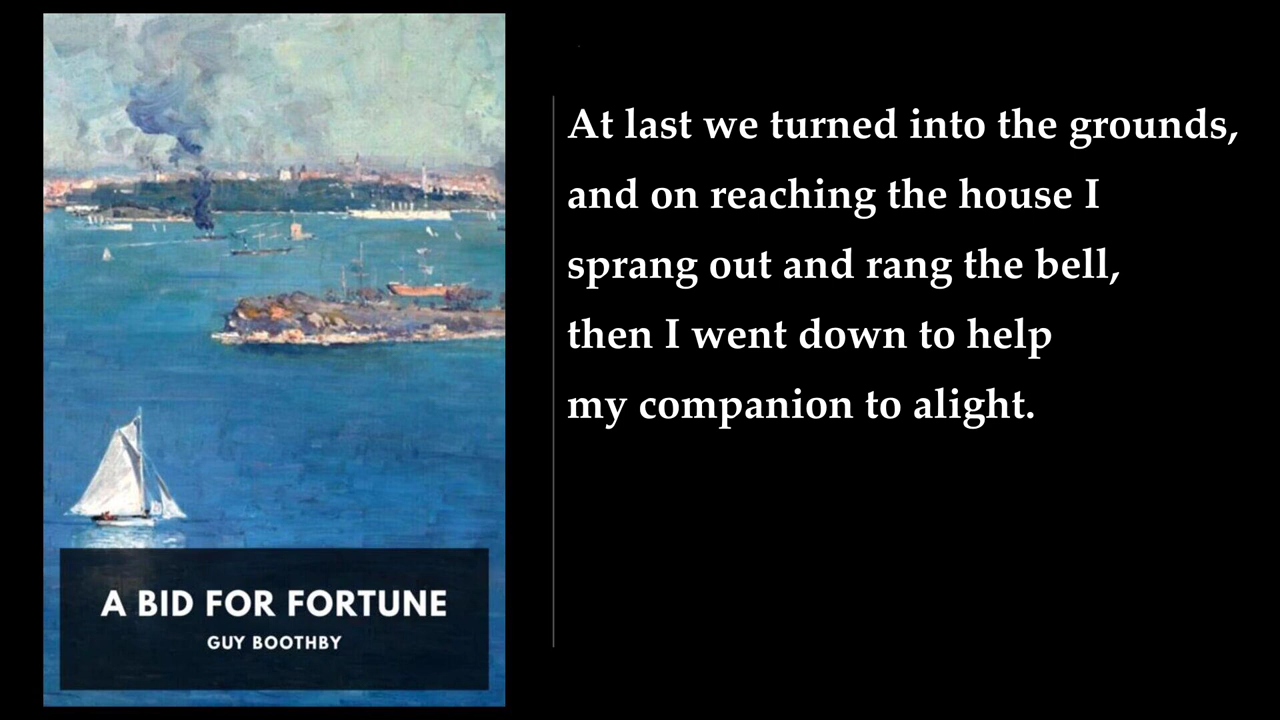 At last we turned into the grounds,
and on reaching the house I
sprang out and rang the bell,
then I went down to help
my companion to alight.
A BID FOR FORTUNE
GUY BOOTHBY